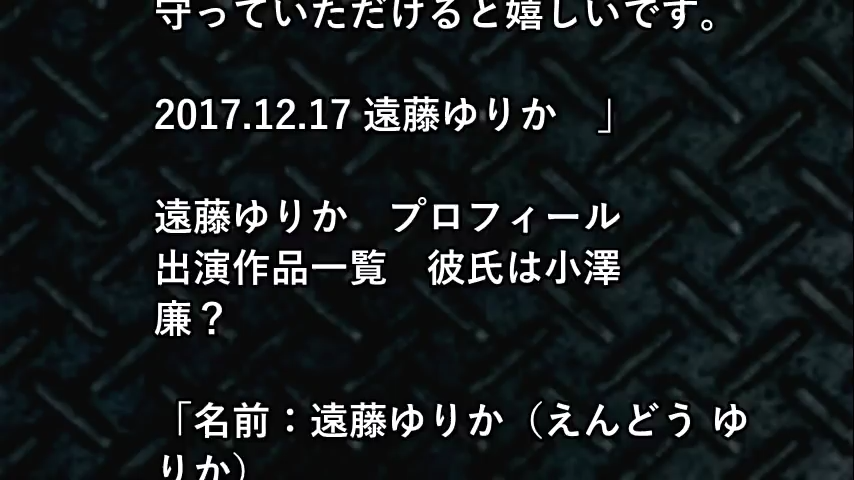 守っていただけると嬉しいです。
2017.12.17 遠藤ゆりか　」
遠藤ゆりか　プロフィール
出演作品一覧　彼氏は小澤
廉？
「名前：遠藤ゆりか（えんどう ゆ
りか）